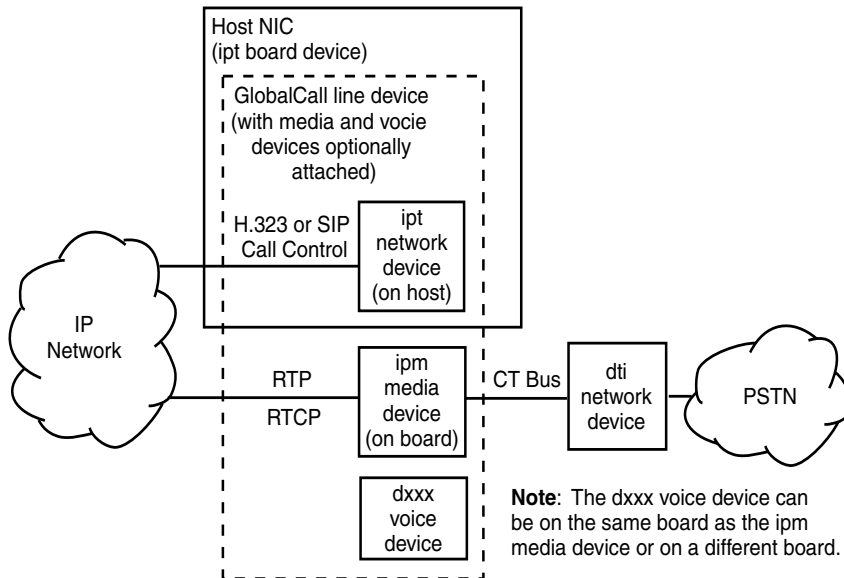 Host NIC
(ipt board device)
GlobalCall line device
(with media and vocie
devices optionally
attached)
H.323 or SIP
Call Control
ipt
network
device
(on host)
IP
Network
RTP
RTCP
ipm
media
device
(on board)
CT Bus
dti
network
device
PSTN
dxxx
voice
device
Note: The dxxx voice device can
be on the same board as the ipm
media device or on a different board.